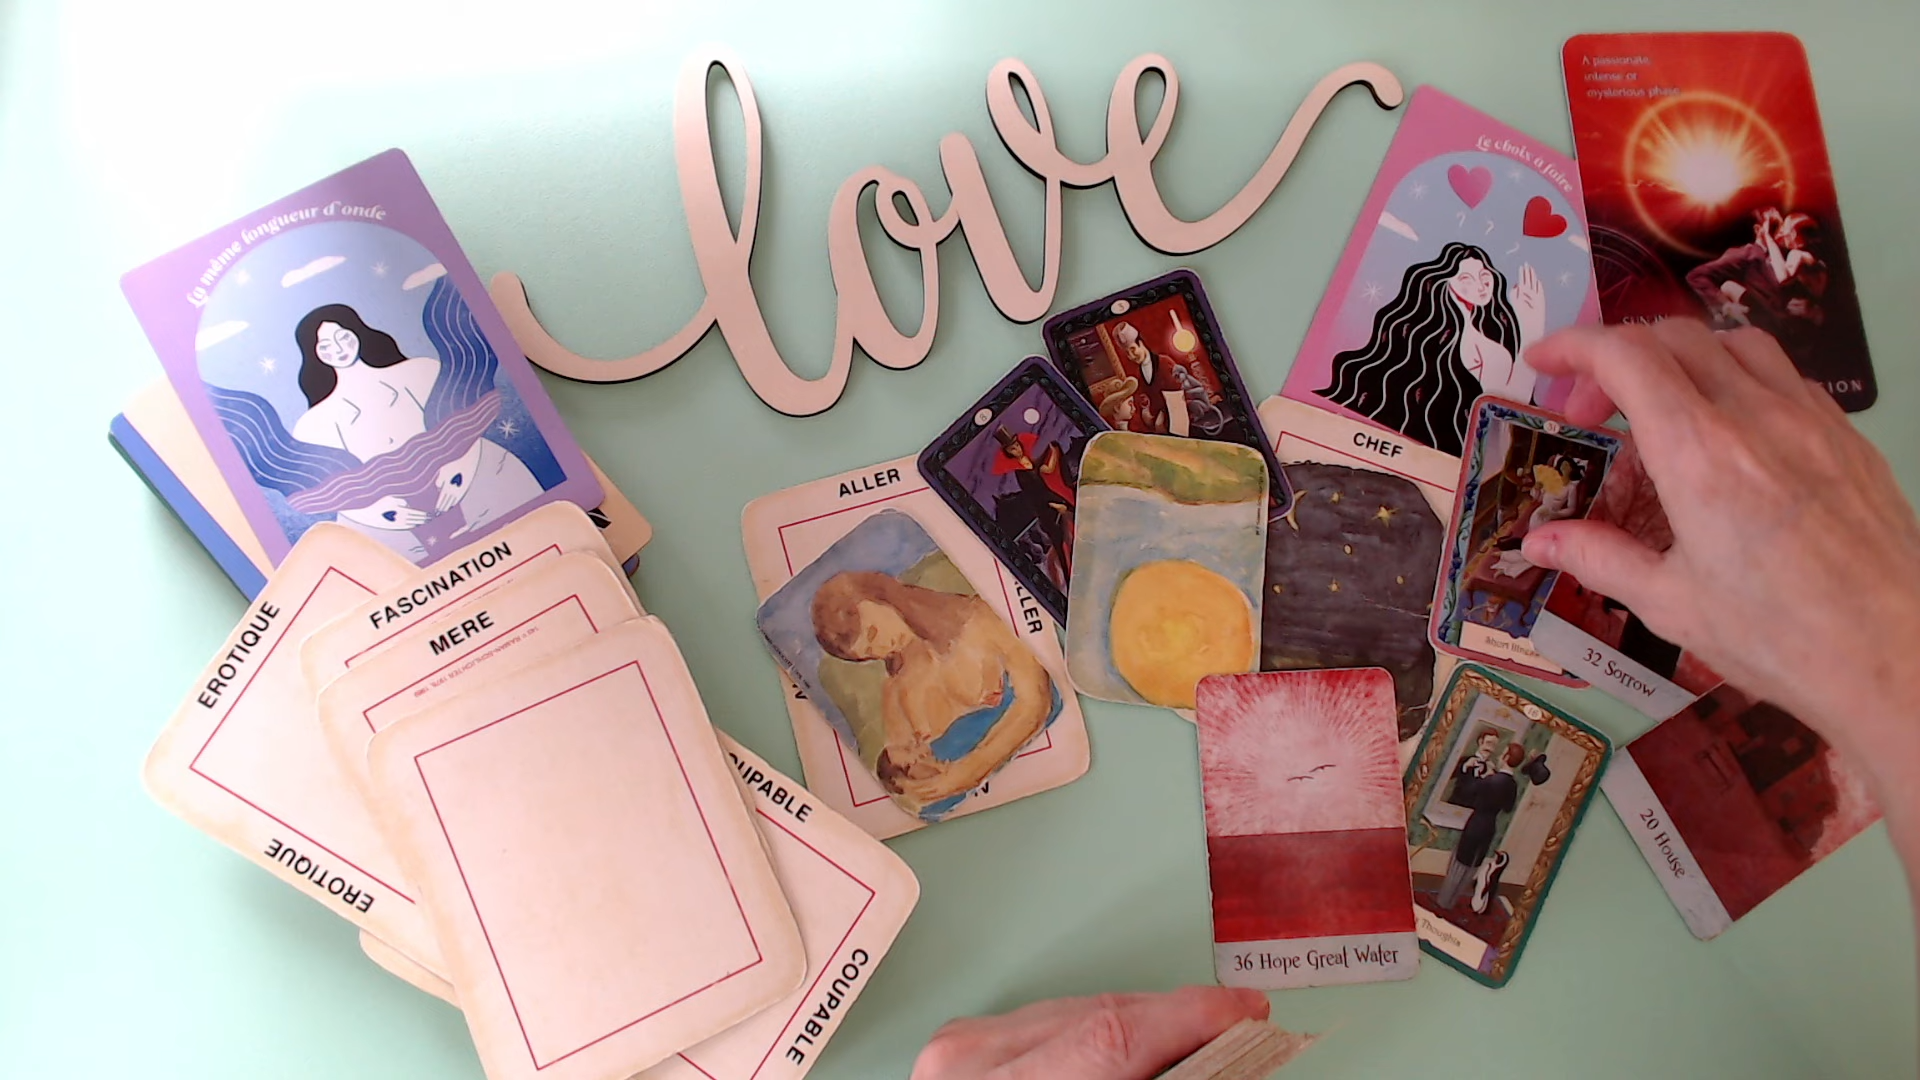 love
A passionate,
intense or
mysterious phase.
Le choix à faire
La même longueur d'onde
CHEF
ALLER
FASCINATION
MERE
EROTIQUE
EROTIQUE
COUPABLE
32 Sorrow
20 House
36 Hope Great Water
Thoughts